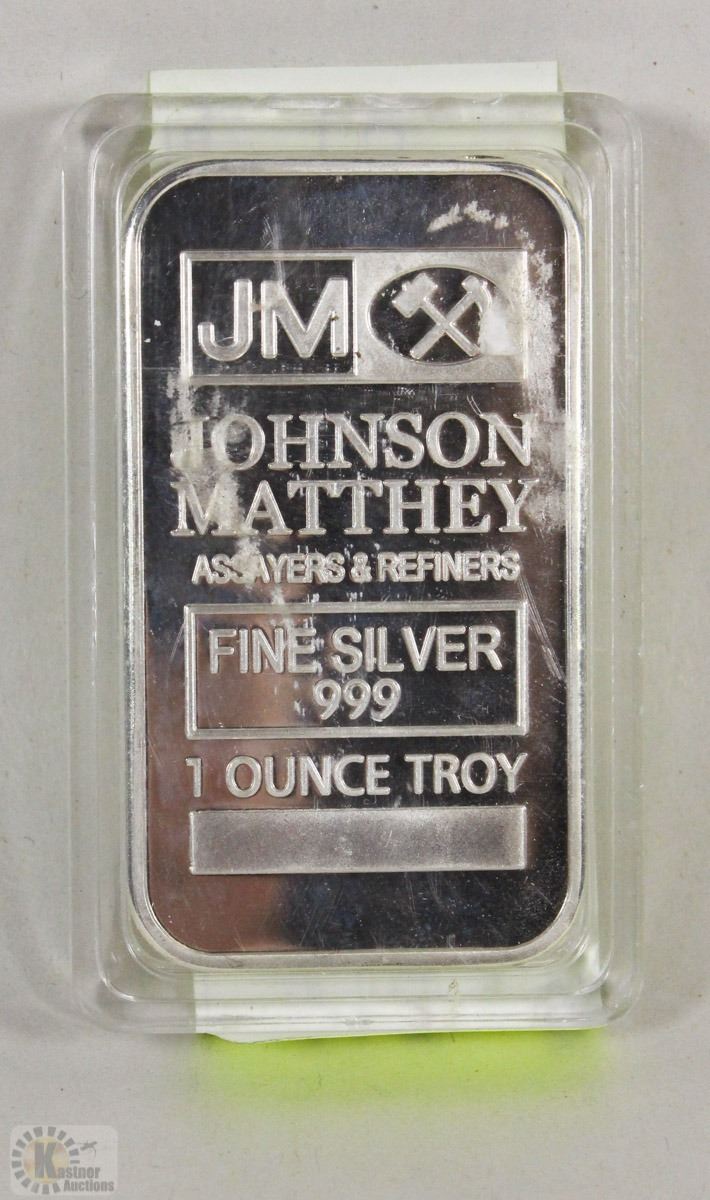 JM
JOHNSON
MATTHEY
ASSAYERS & REFINERS
FINE SILVER
999
1 OUNCE TROY
Kastner
Auctions